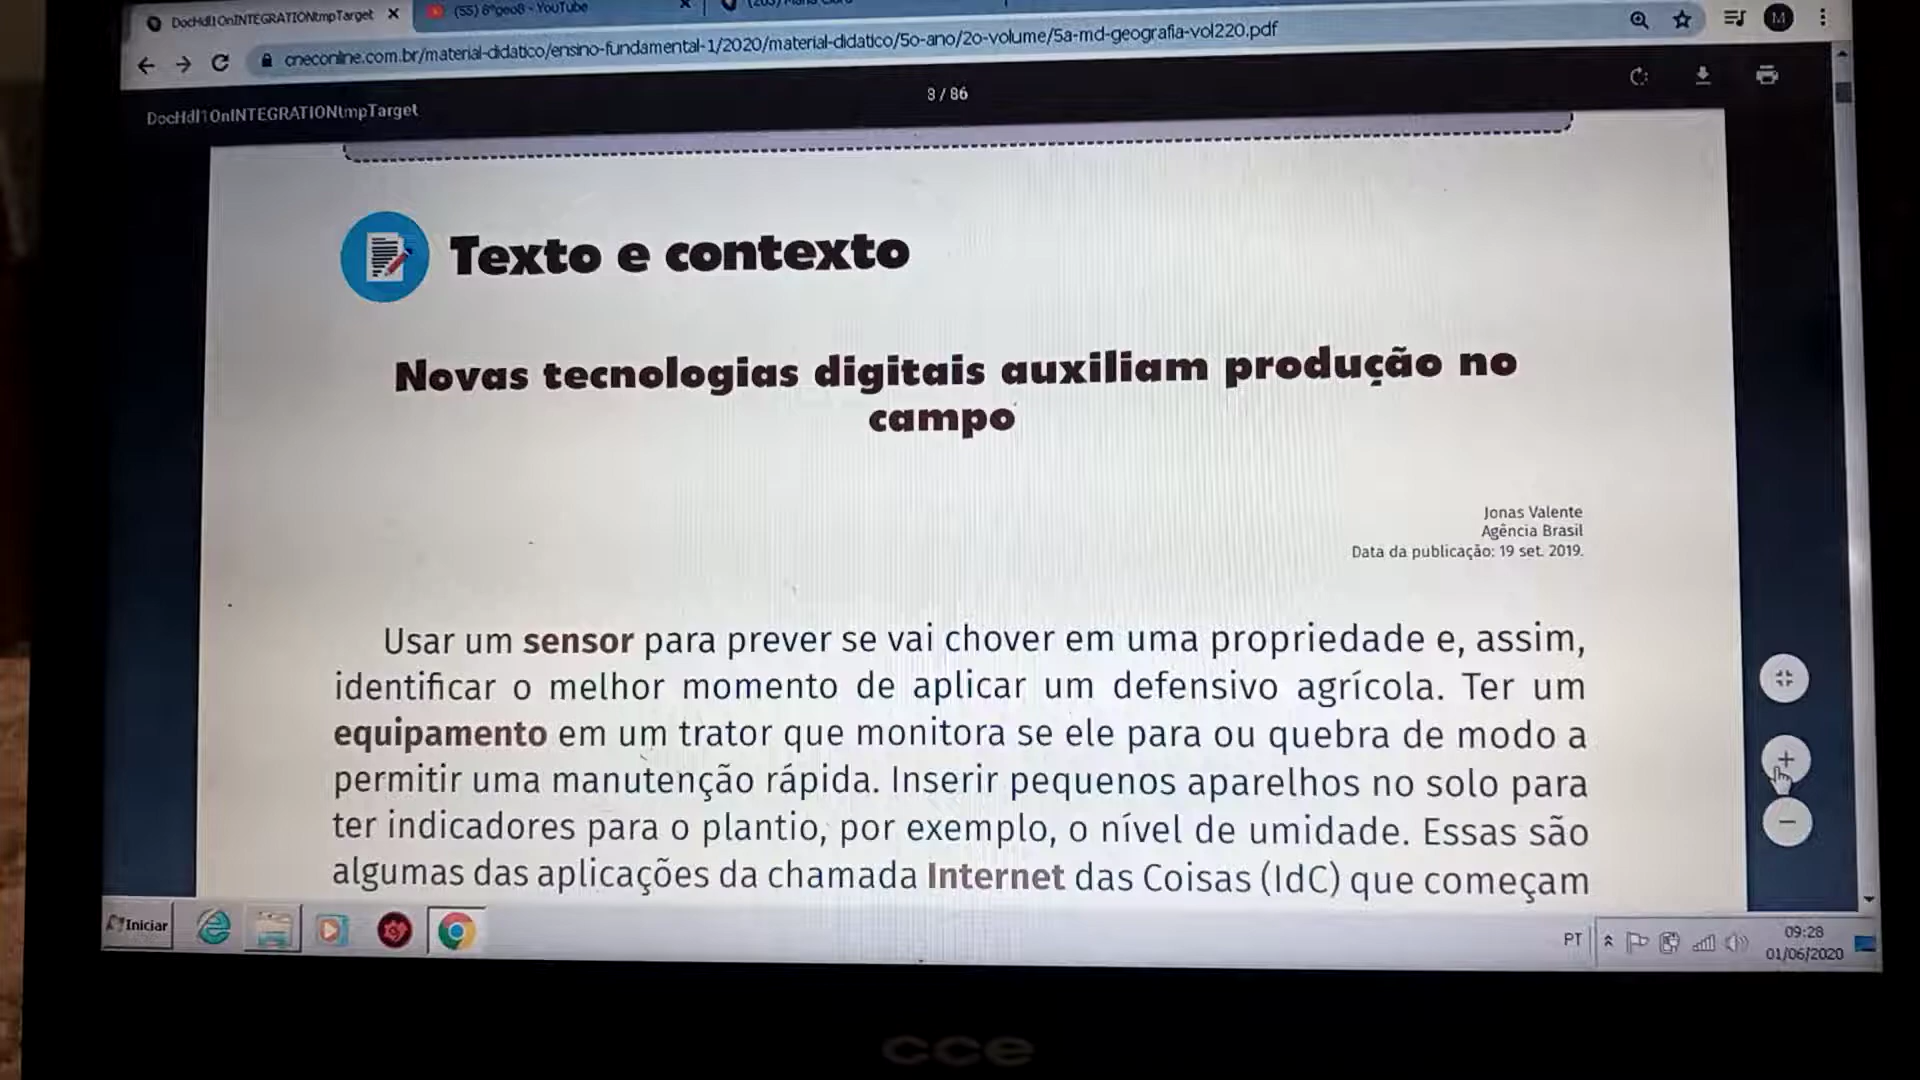 DocHdl1OnINTEGRATIONtmpTarget
(55) 6ºgeo8 - YouTube
cneconline.com.br/material-didatico/ensino-fundamental-1/2020/material-didatico/5o-ano/2o-volume/5a-md-geografia-vol220.pdf
M
DocHdl1OnINTEGRATIONtmpTarget
3 / 86
Texto e contexto
Novas tecnologias digitais auxiliam produção no
campo
Jonas Valente
Agência Brasil
Data da publicação: 19 set. 2019.
Usar um sensor para prever se vai chover em uma propriedade e, assim,
identificar o melhor momento de aplicar um defensivo agrícola. Ter um
equipamento em um trator que monitora se ele para ou quebra de modo a
permitir uma manutenção rápida. Inserir pequenos aparelhos no solo para
ter indicadores para o plantio, por exemplo, o nível de umidade. Essas são
algumas das aplicações da chamada Internet das Coisas (IdC) que começam
Iniciar
PT
09:28
01/06/2020
cce